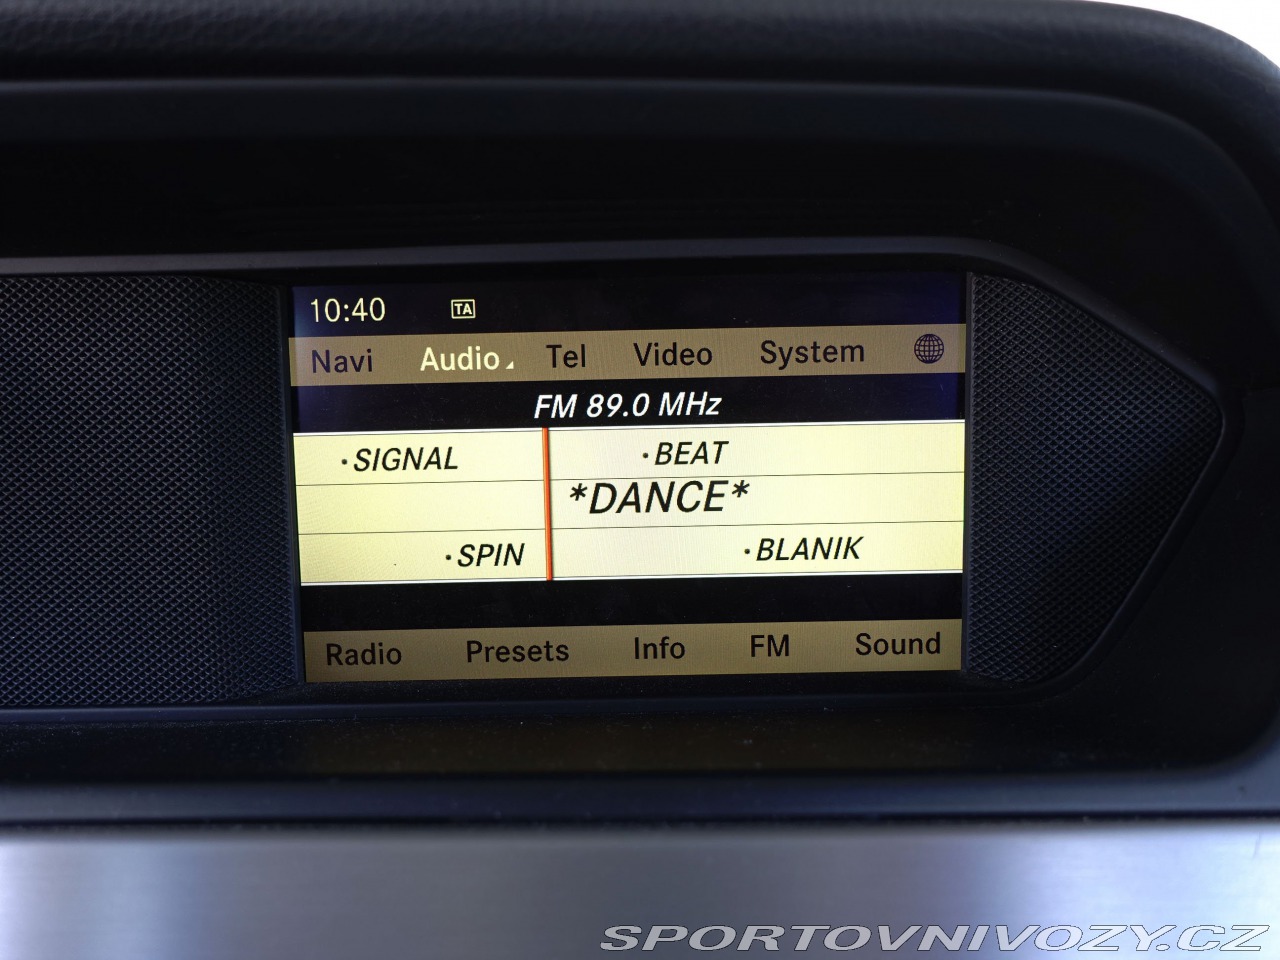 10:40 TA
Navi Audio Tel Video System
FM 89.0 MHz
·SIGNAL ·BEAT
*DANCE*
·SPIN ·BLANIK
Radio Presets Info FM Sound
SPORTOVNIVOZY.CZ